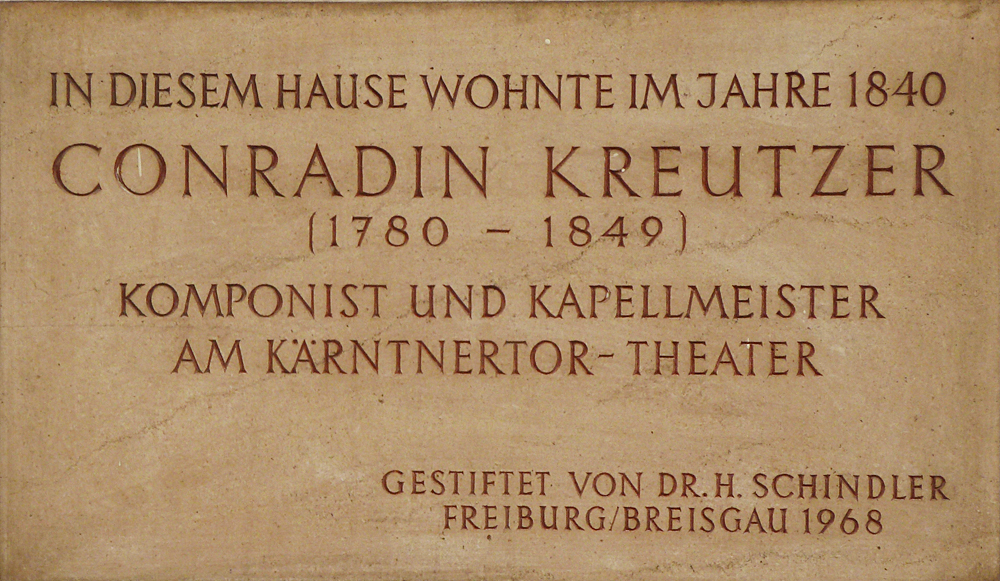 IN DIESEM HAUSE WOHNTE IM JAHRE 1840
CONRADIN KREUTZER
(1780 – 1849)
KOMPONIST UND KAPELLMEISTER
AM KÄRNTNERTOR-THEATER
GESTIFTET VON DR. H. SCHINDLER
FREIBURG/BREISGAU 1968